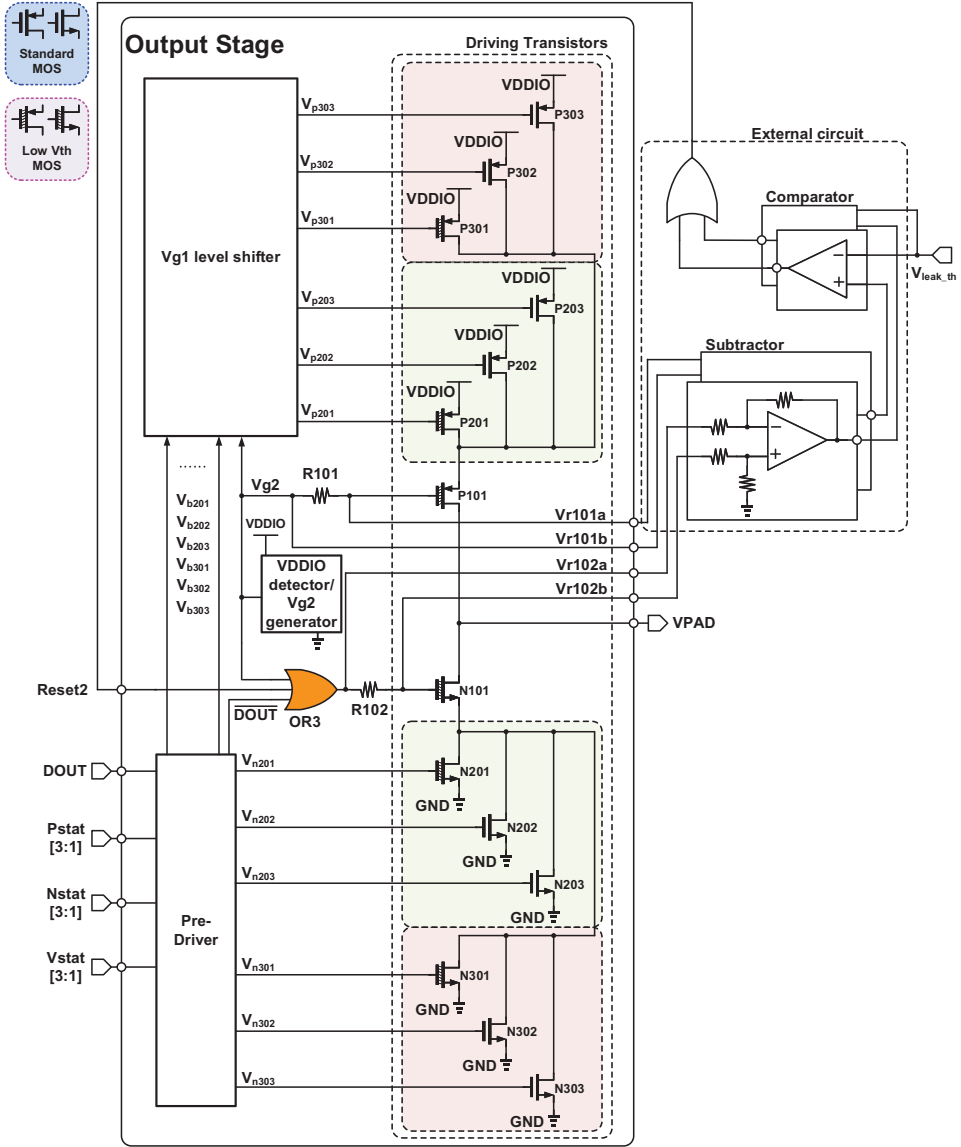 Standard
MOS
Low Vth
MOS
Output Stage
Driving Transistors
VDDIO
Vp303
P303
VDDIO
Vp302
P302
VDDIO
Vp301
P301
Vg1 level shifter
VDDIO
Vp203
P203
VDDIO
Vp202
P202
VDDIO
Vp201
P201
External circuit
Comparator
−
+
Vleak_th
Subtractor
−
+
......
Vb201
Vb202
Vb203
Vb301
Vb302
Vb303
Vg2
R101
P101
VDDIO
VDDIO
detector/
Vg2
generator
Vr101a
Vr101b
Vr102a
Vr102b
VPAD
Reset2
DOUT
OR3
R102
N101
DOUT
Pstat
[3:1]
Nstat
[3:1]
Vstat
[3:1]
Pre-
Driver
Vn201
N201
GND
Vn202
N202
GND
Vn203
N203
GND
Vn301
N301
GND
Vn302
N302
GND
Vn303
N303
GND